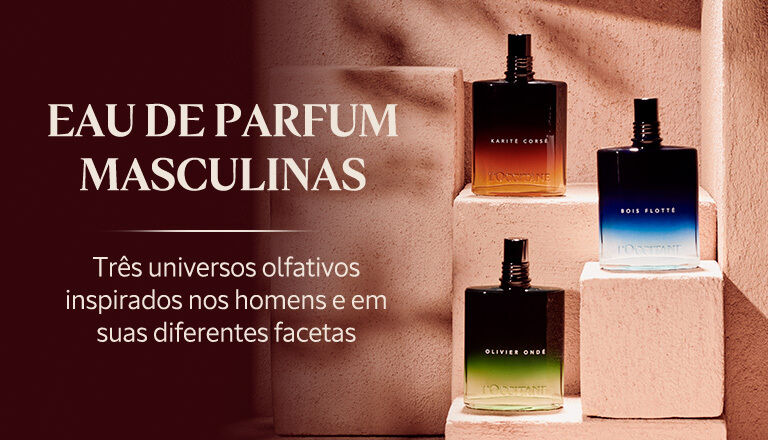 EAU DE PARFUM
MASCULINAS
Três universos olfativos
inspirados nos homens e em
suas diferentes facetas
KARITÉ CORSÉ
L'OCCITANE
BOIS FLOTTÉ
L'OCCITANE
OLIVIER ONDÉ
L'OCCITANE